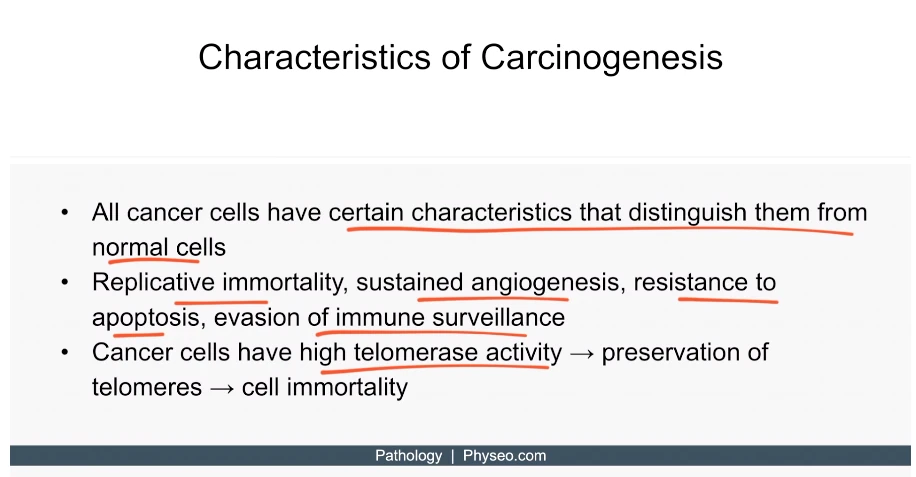 Characteristics of Carcinogenesis
• All cancer cells have certain characteristics that distinguish them from
normal cells
• Replicative immortality, sustained angiogenesis, resistance to
apoptosis, evasion of immune surveillance
• Cancer cells have high telomerase activity → preservation of
telomeres → cell immortality
Pathology | Physeo.com